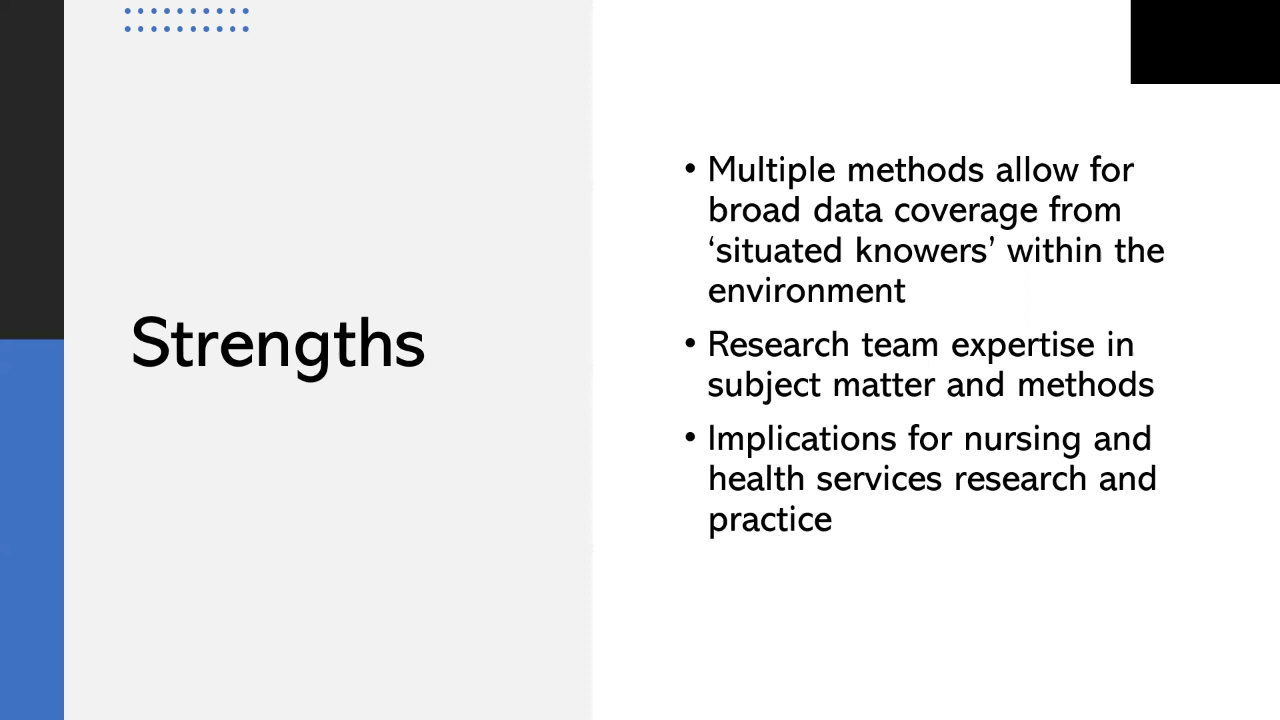 Strengths
• Multiple methods allow for
broad data coverage from
‘situated knowers’ within the
environment
• Research team expertise in
subject matter and methods
• Implications for nursing and
health services research and
practice